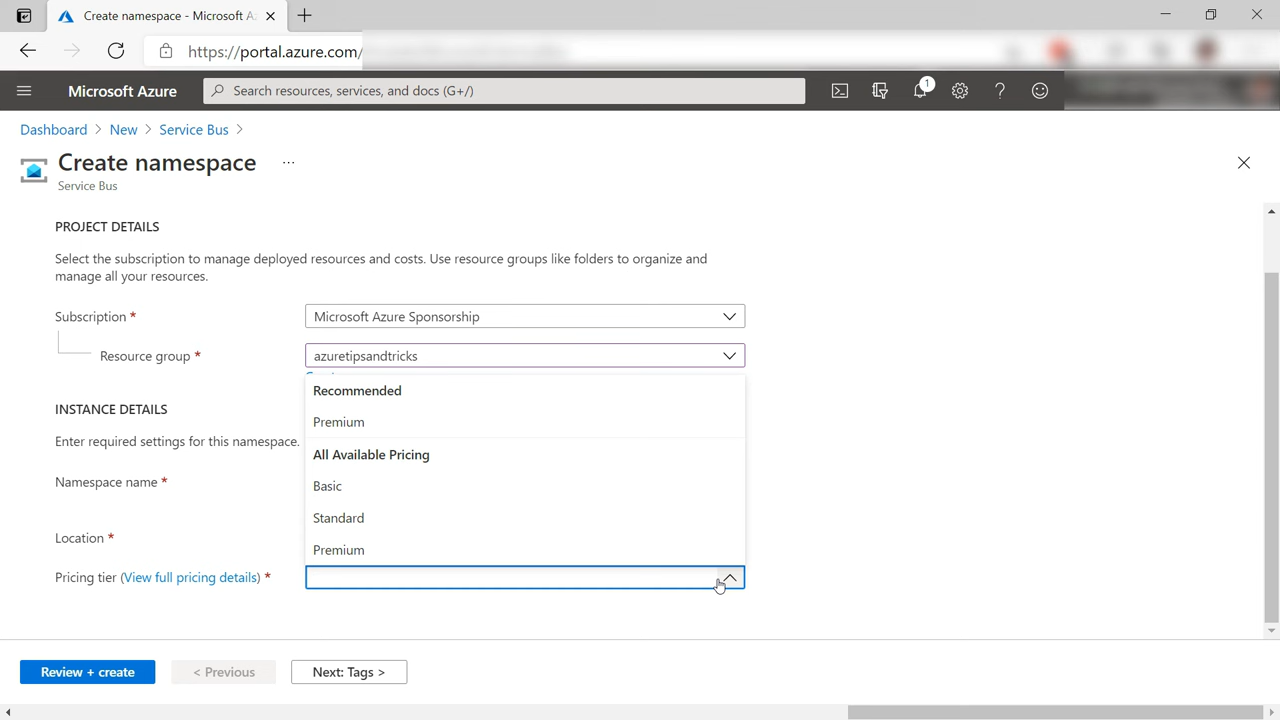 Create namespace - Microsoft A
https://portal.azure.com/
Microsoft Azure
Search resources, services, and docs (G+/)
1
Dashboard > New > Service Bus >
Create namespace ...
Service Bus
PROJECT DETAILS
Select the subscription to manage deployed resources and costs. Use resource groups like folders to organize and
manage all your resources.
Subscription *
Microsoft Azure Sponsorship
Resource group *
azuretipsandtricks
Recommended
Premium
INSTANCE DETAILS
Enter required settings for this namespace.
All Available Pricing
Basic
Standard
Premium
Namespace name *
Location *
Pricing tier (View full pricing details) *
Review + create
< Previous
Next: Tags >